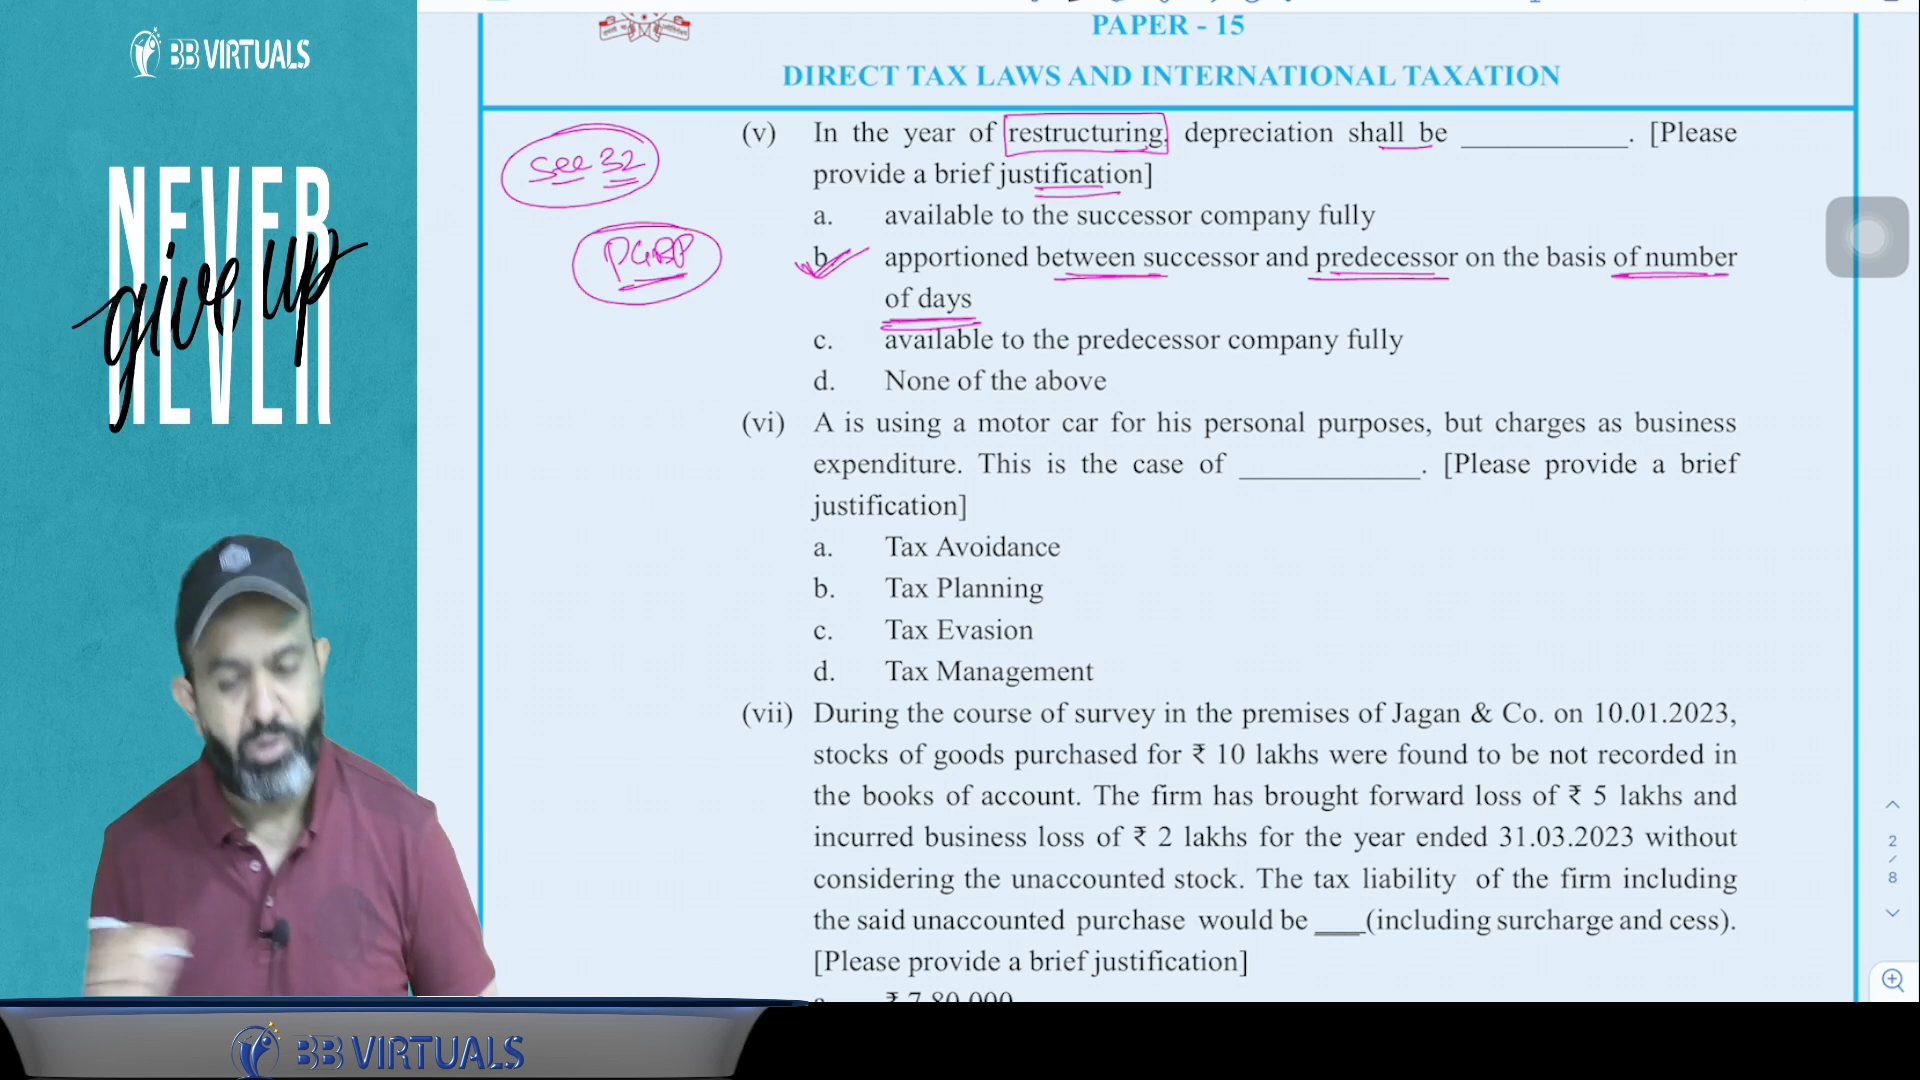 BB VIRTUALS
NEVER
give up
NEVER
PAPER - 15
DIRECT TAX LAWS AND INTERNATIONAL TAXATION
See 32
PGBP
(v) In the year of restructuring, depreciation shall be ____________. [Please
provide a brief justification]
a. available to the successor company fully
b. apportioned between successor and predecessor on the basis of number
of days
c. available to the predecessor company fully
d. None of the above
(vi) A is using a motor car for his personal purposes, but charges as business
expenditure. This is the case of _____________. [Please provide a brief
justification]
a. Tax Avoidance
b. Tax Planning
c. Tax Evasion
d. Tax Management
(vii) During the course of survey in the premises of Jagan & Co. on 10.01.2023,
stocks of goods purchased for ₹ 10 lakhs were found to be not recorded in
the books of account. The firm has brought forward loss of ₹ 5 lakhs and
incurred business loss of ₹ 2 lakhs for the year ended 31.03.2023 without
considering the unaccounted stock. The tax liability of the firm including
the said unaccounted purchase would be ___(including surcharge and cess).
[Please provide a brief justification]
a. ₹ 7,80,000
2
/
8
BB VIRTUALS